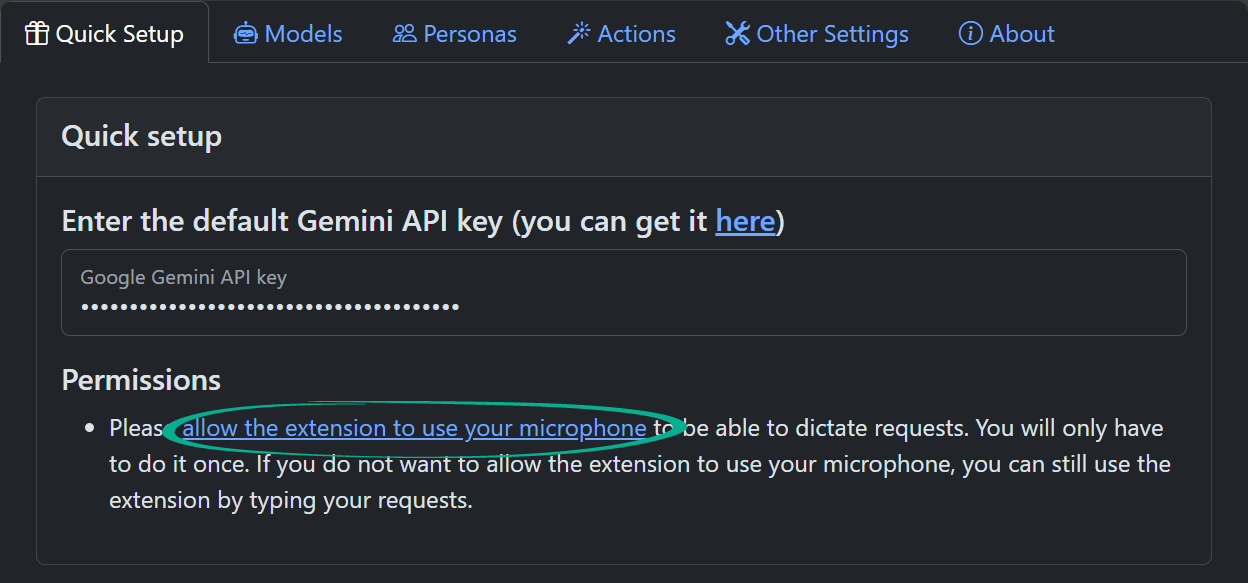 Quick Setup Models Personas Actions Other Settings About
Quick setup
Enter the default Gemini API key (you can get it here)
Google Gemini API key
••••••••••••••••••••••••••••••••••••••••
Permissions
• Please allow the extension to use your microphone to be able to dictate requests. You will only have
to do it once. If you do not want to allow the extension to use your microphone, you can still use the
extension by typing your requests.